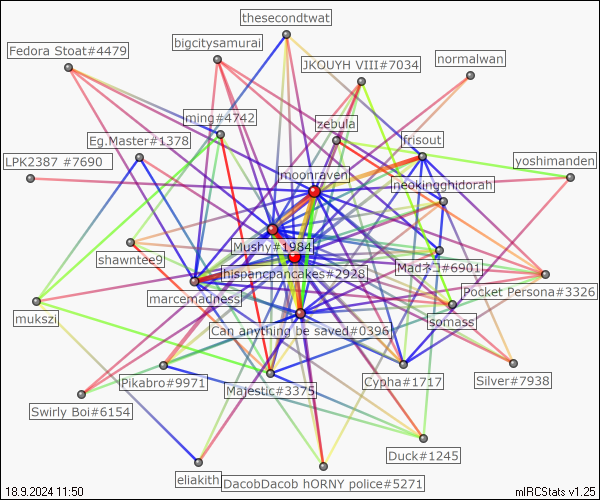 thesecondtwat
bigcitysamurai
Fedora Stoat#4479
normalwan
JKOUYH VIII#7034
ming#4742
zebula
Eg.Master#1378
frisout
LPK2387 #7690
yoshimanden
moonraven
neokingghidorah
Mushy#1984
shawntee9
Madネコ#6901
hispancpancakes#2928
Pocket Persona#3326
marcemadness
mukszi
somass
Can anything be saved#0396
Pikabro#9971
Cypha#1717
Silver#7938
Majestic#3375
Swirly Boi#6154
Duck#1245
eliakith
DacobDacob hORNY police#5271
18.9.2024 11:50
mIRCStats v1.25